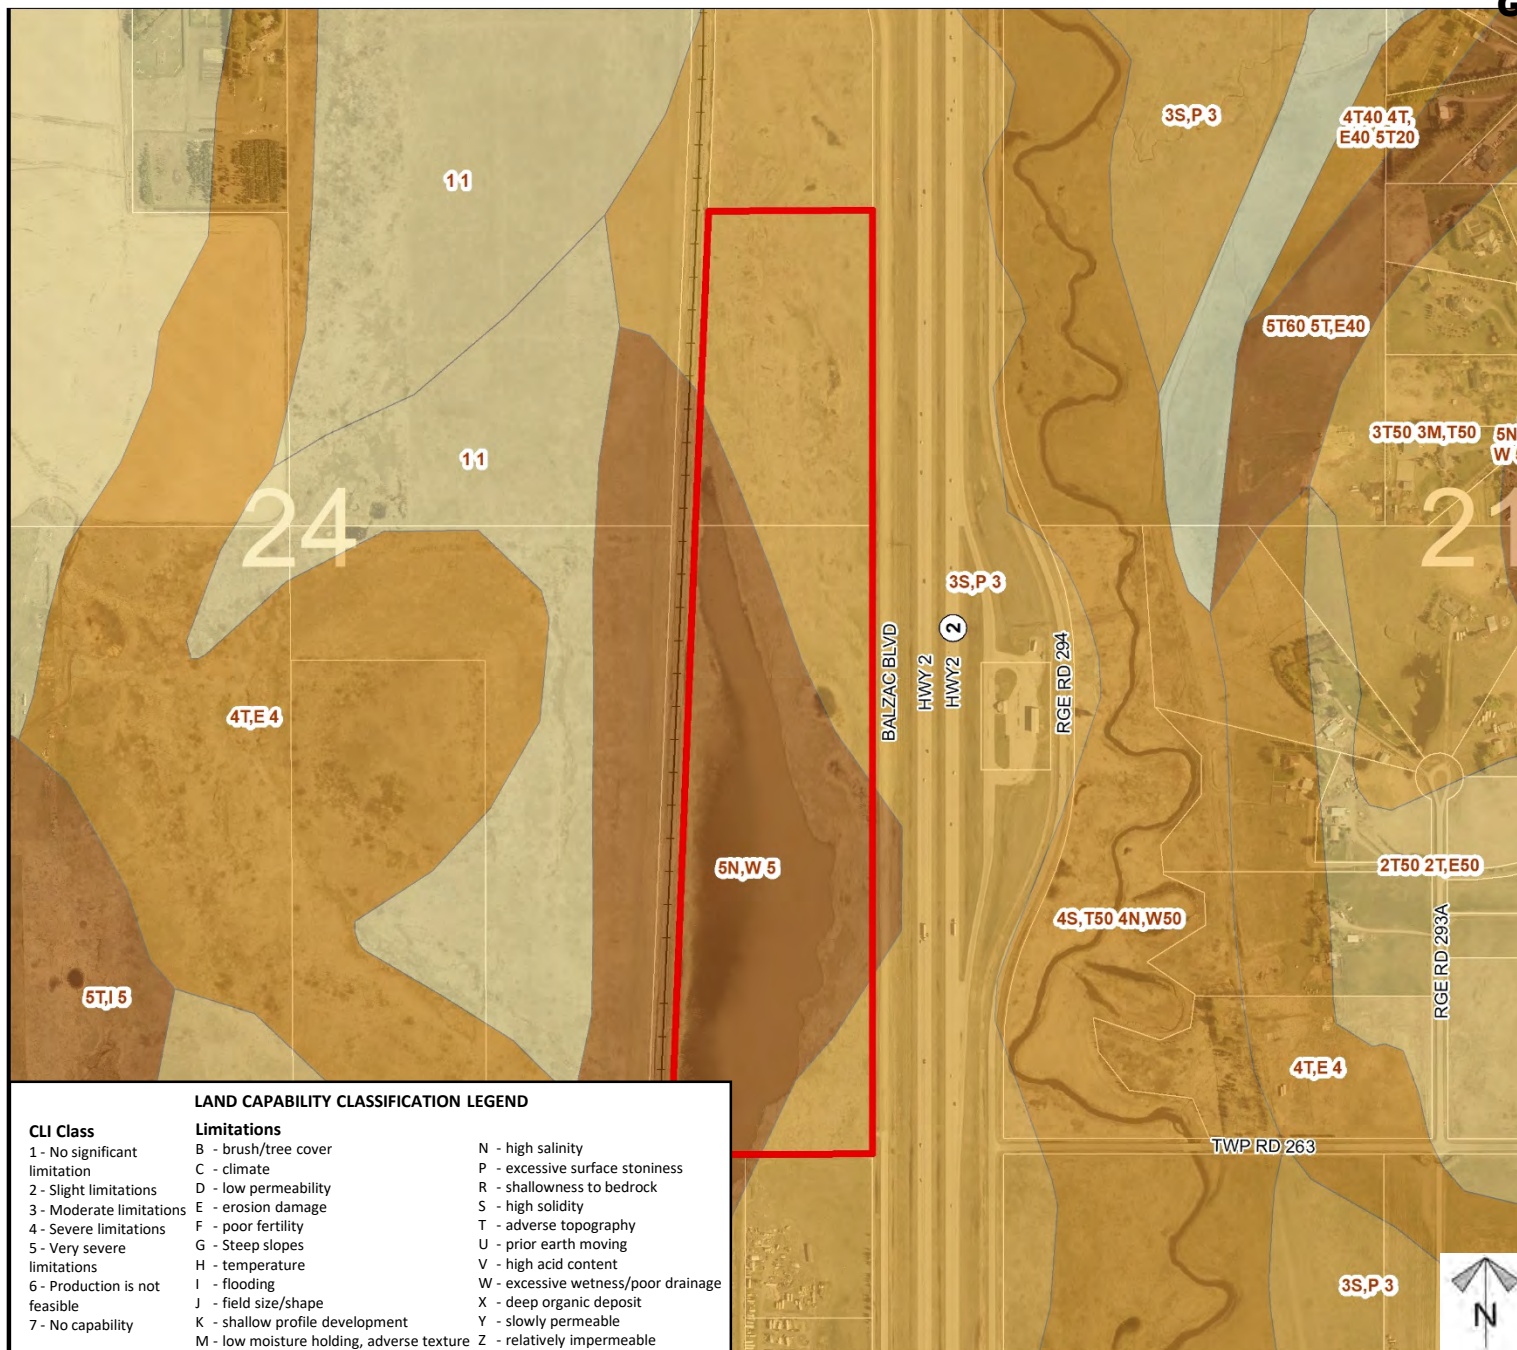 G
3S,P 3
4T40 4T,
E40 5T20
1 1
5T60 5T,E40
3T50 3M,T50
5N
W 5
1 1
24
21
3S,P 3
2
BALZAC BLVD
HWY 2
HWY2
RGE RD 294
4T,E 4
5N,W 5
2T50 2T,E50
4S,T50 4N,W50
RGE RD 293A
5T,I 5
4T,E 4
TWP RD 263
3S,P 3
N
LAND CAPABILITY CLASSIFICATION LEGEND
CLI Class
1 - No significant
limitation
2 - Slight limitations
3 - Moderate limitations
4 - Severe limitations
5 - Very severe
limitations
6 - Production is not
feasible
7 - No capability
Limitations
B - brush/tree cover
C - climate
D - low permeability
E - erosion damage
F - poor fertility
G - Steep slopes
H - temperature
I - flooding
J - field size/shape
K - shallow profile development
M - low moisture holding, adverse texture
N - high salinity
P - excessive surface stoniness
R - shallowness to bedrock
S - high solidity
T - adverse topography
U - prior earth moving
V - high acid content
W - excessive wetness/poor drainage
X - deep organic deposit
Y - slowly permeable
Z - relatively impermeable